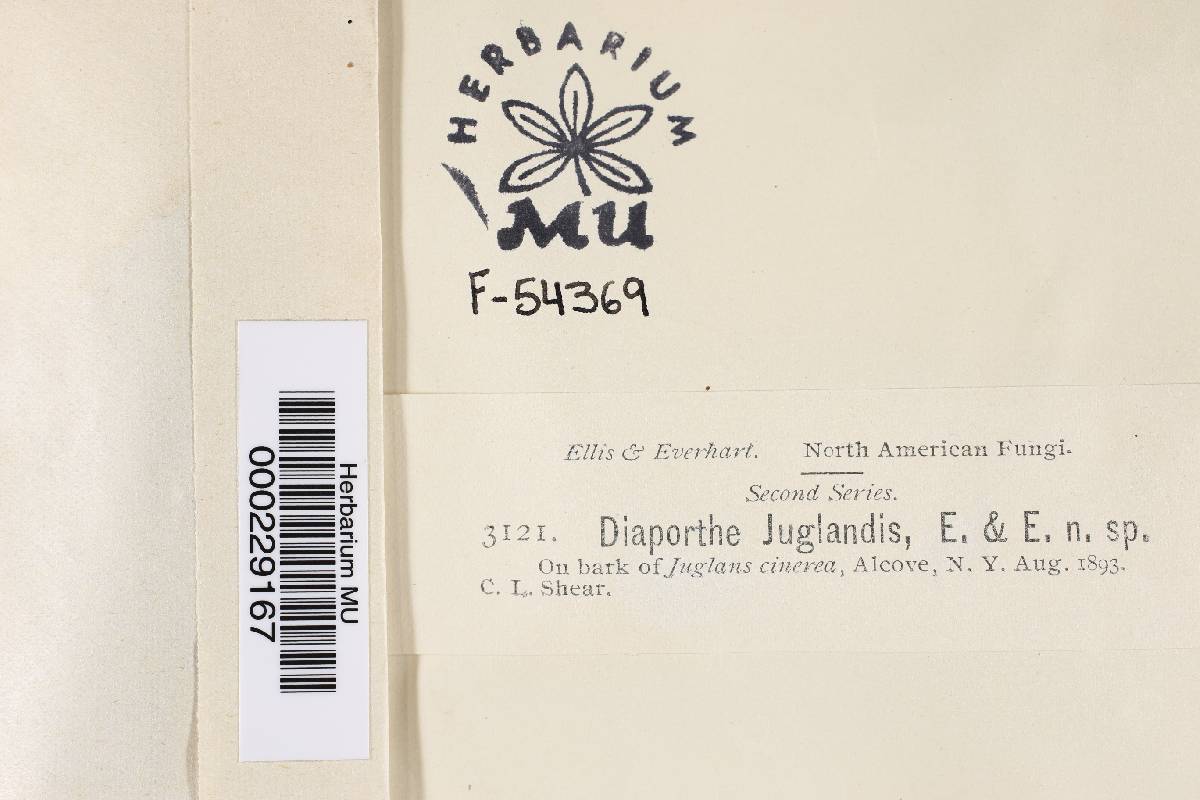 HERBARIUM
MU
F-54369
Herbarium MU
000229167
Ellis & Everhart. North American Fungi.
Second Series.
3121. Diaporthe Juglandis, E. & E. n. sp.
On bark of Juglans cinerea, Alcove, N. Y. Aug. 1893.
C. L. Shear.